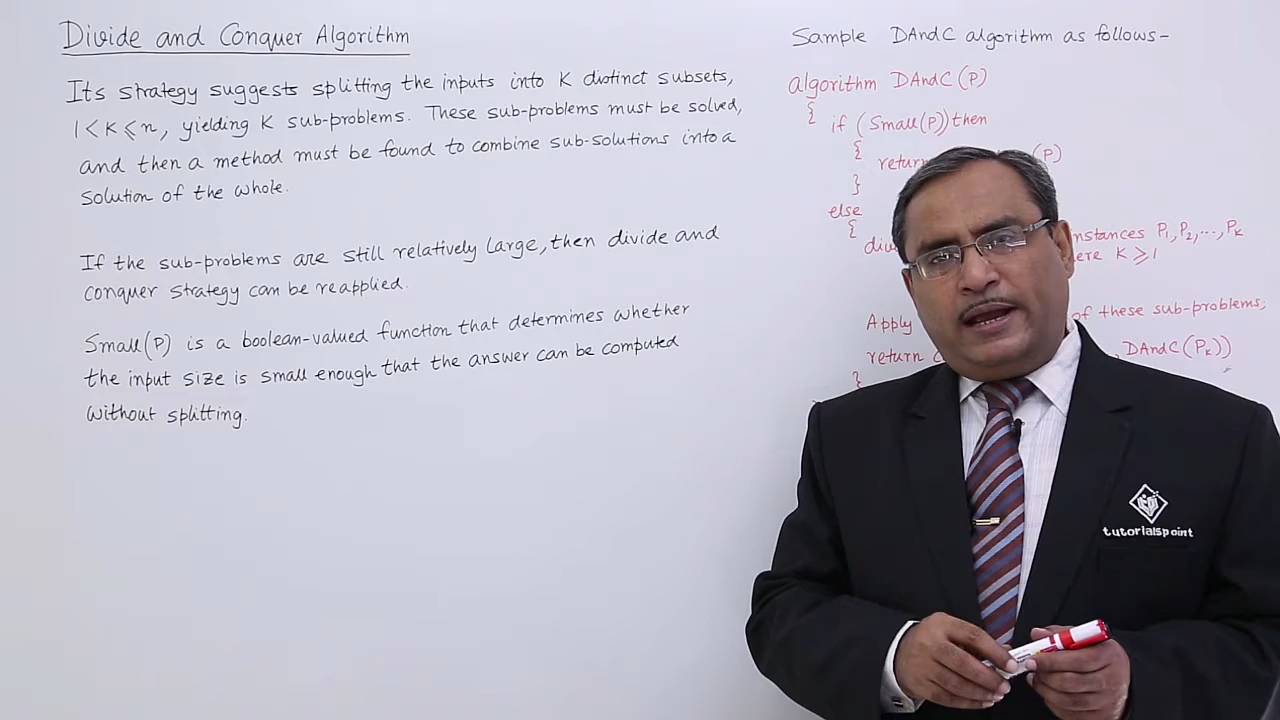 Divide and Conquer Algorithm
Its strategy suggests splitting the inputs into K distinct subsets,
1 < K ≤ n, yielding K sub-problems. These sub-problems must be solved,
and then a method must be found to combine sub-solutions into a
solution of the whole.
If the sub-problems are still relatively large, then divide and
conquer strategy can be reapplied.
Small(P) is a boolean-valued function that determines whether
the input size is small enough that the answer can be computed
without splitting.
Sample DAndC algorithm as follows-
algorithm DAndC(P)
{
if (Small(P)) then
{
return (P)
}
else
{
P1, P2, ..., PK
K ≥ 1
Apply of these sub-problems;
return , DAndC(PK))
}
tutorialspoint